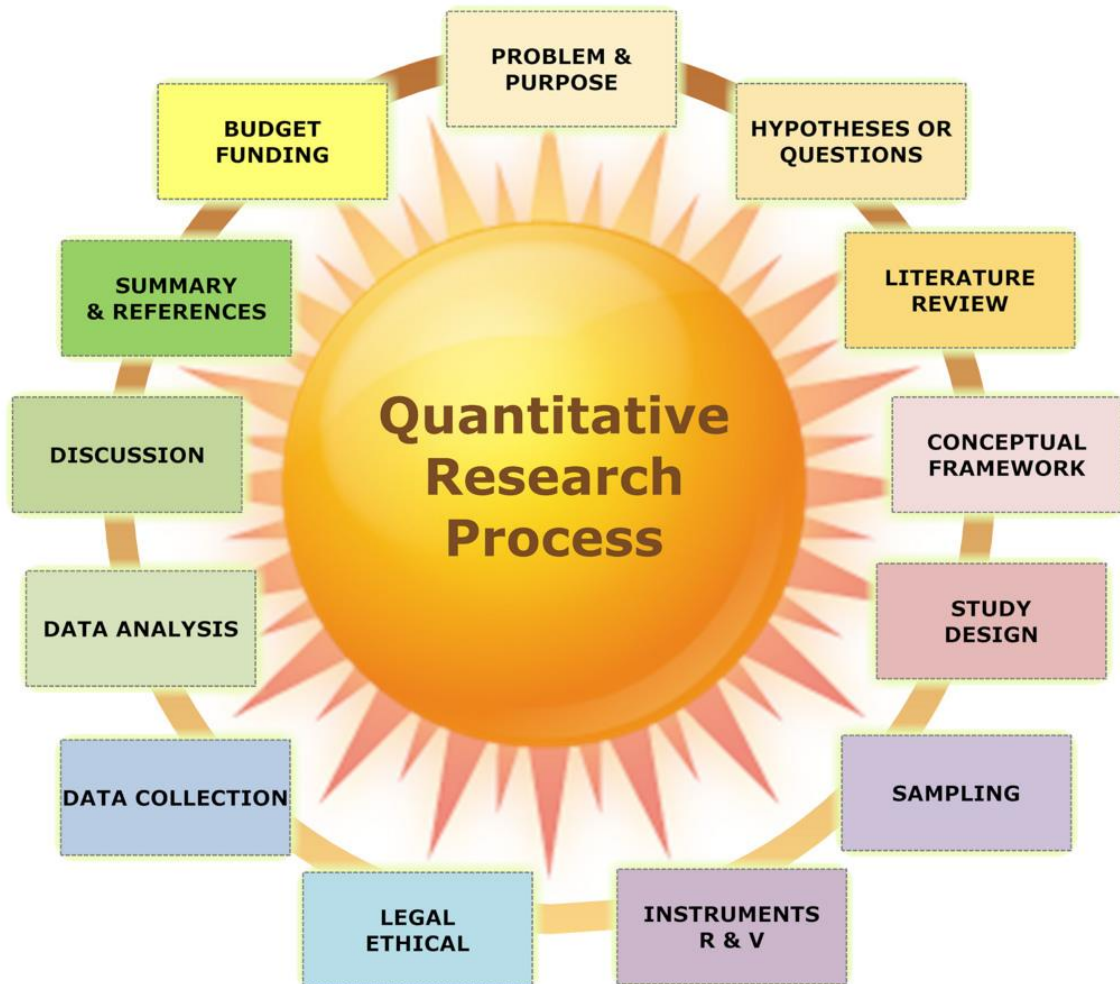 PROBLEM &
PURPOSE
HYPOTHESES OR
QUESTIONS
LITERATURE
REVIEW
CONCEPTUAL
FRAMEWORK
STUDY
DESIGN
SAMPLING
INSTRUMENTS
R & V
LEGAL
ETHICAL
DATA COLLECTION
DATA ANALYSIS
DISCUSSION
SUMMARY
& REFERENCES
BUDGET
FUNDING
Quantitative
Research
Process